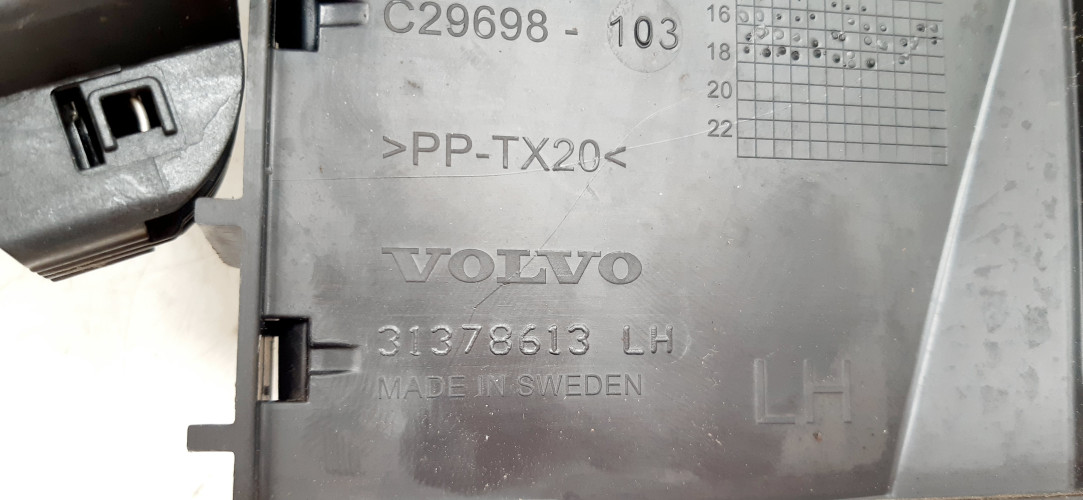 C29698 - 103
16
18
20
22
>PP-TX20<
VOLVO
31378613 LH
MADE IN SWEDEN
LH